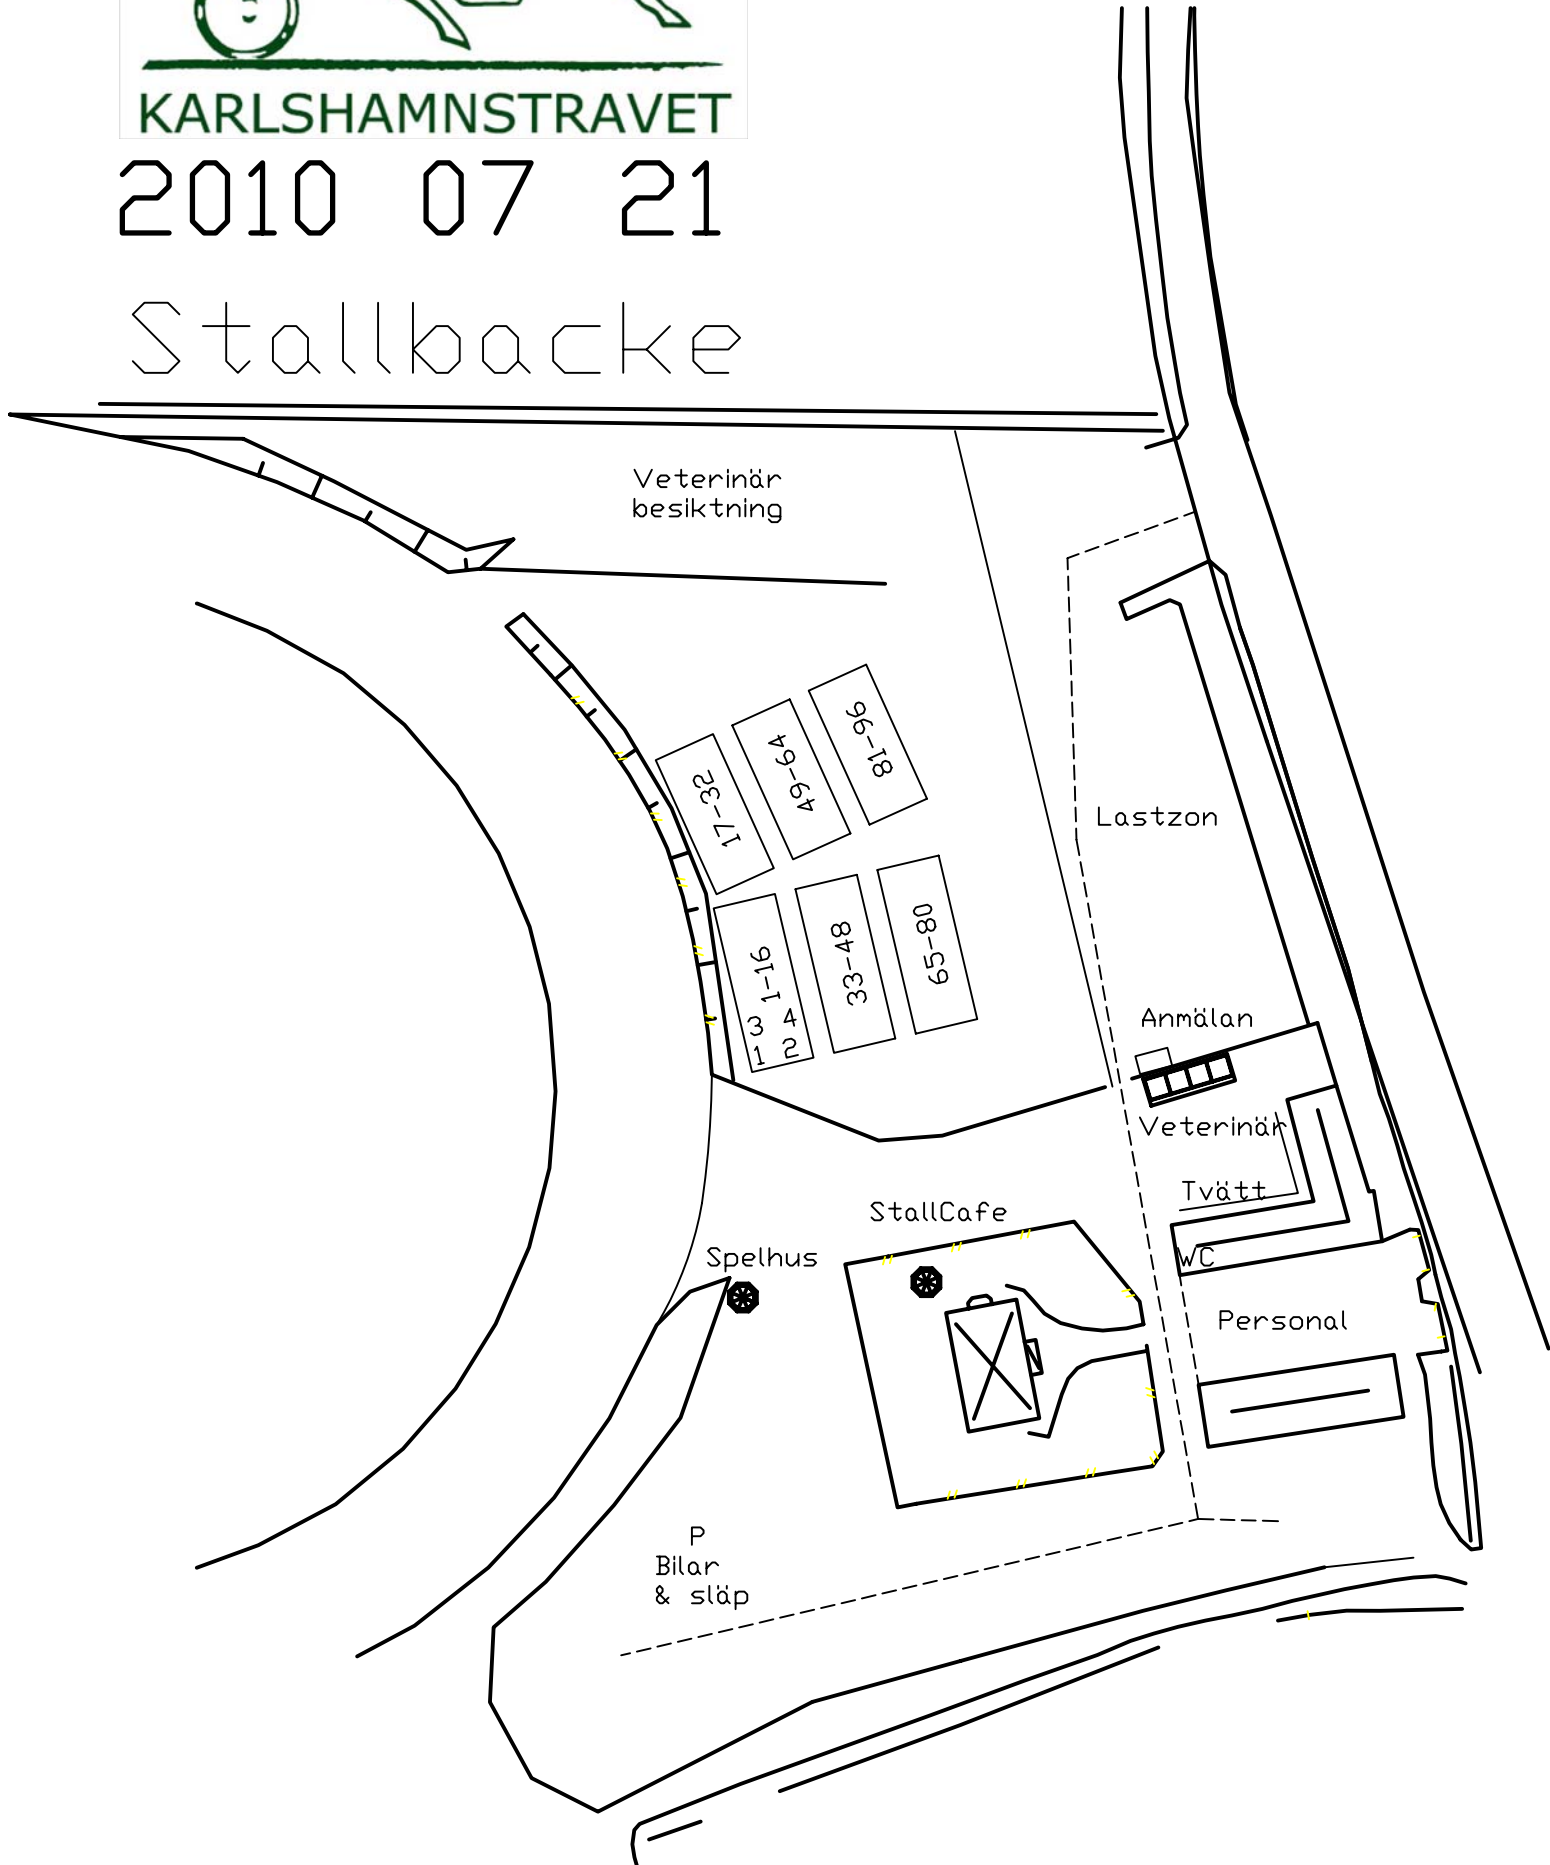 KARLSHAMNSTRAVET
2010 07 21
Stallbacke
Veterinär
besiktning
81-96
49-64
17-32
Lastzon
65-80
33-48
1-16
3 4
1 2
Anmälan
Veterinär
Tvätt
StallCafe
WC
Spelhus
Personal
P
Bilar
& släp